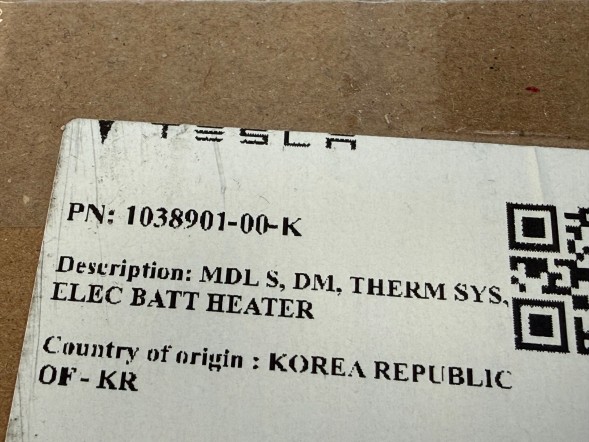 TESLA
PN: 1038901-00-K
Description: MDL S, DM, THERM SYS,
ELEC BATT HEATER
Country of origin : KOREA REPUBLIC
OF - KR